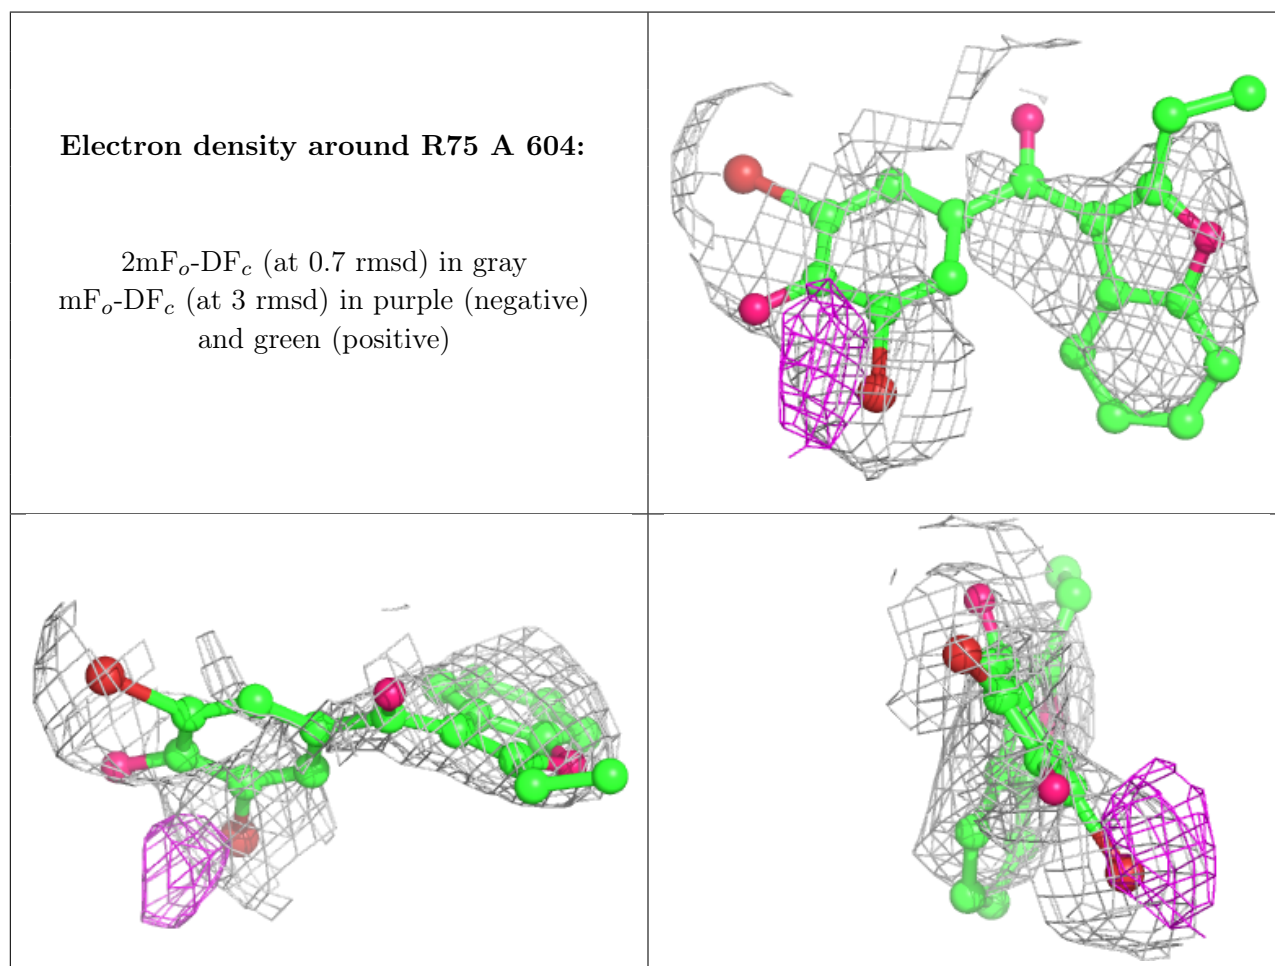 Electron density around R75 A 604:
2mFo-DFc (at 0.7 rmsd) in gray
mFo-DFc (at 3 rmsd) in purple (negative)
and green (positive)